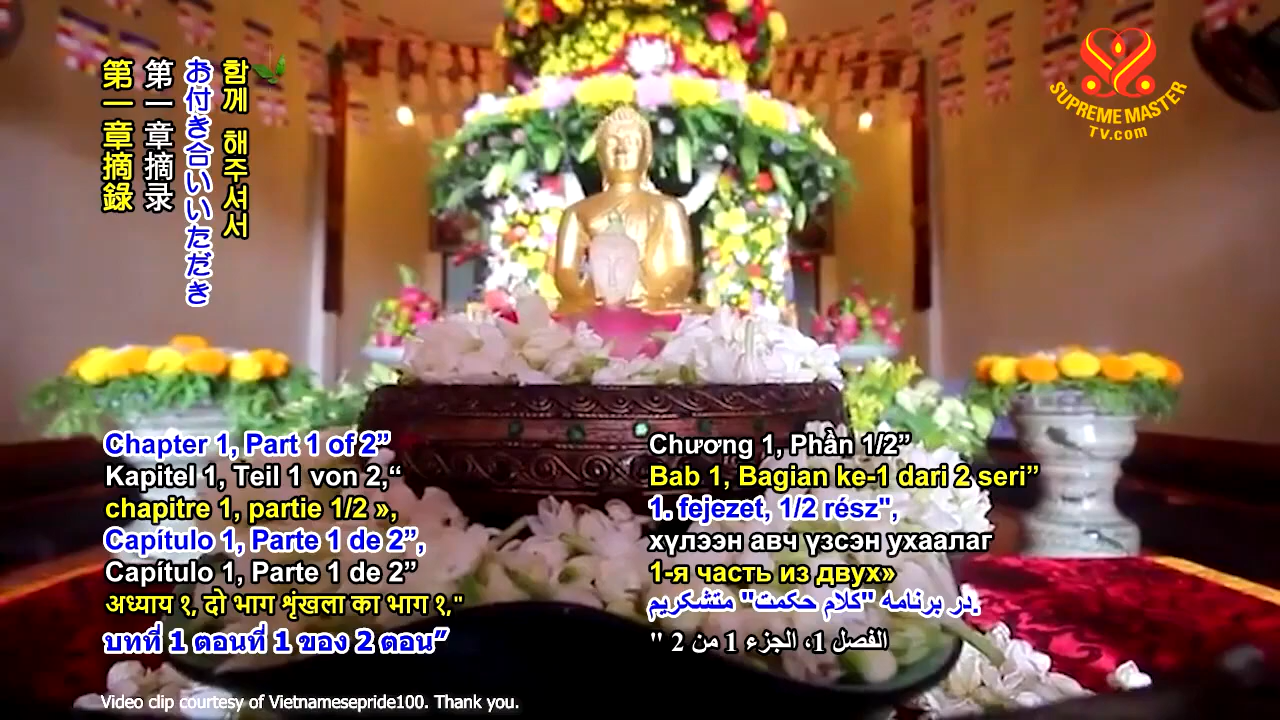 第一章摘錄
第一章摘录
お付き合いいただき
함께 해주셔서
SUPREME MASTER
TV.com
Chapter 1, Part 1 of 2”
Kapitel 1, Teil 1 von 2,“
chapitre 1, partie 1/2 »,
Capítulo 1, Parte 1 de 2”,
Capítulo 1, Parte 1 de 2”
अध्याय १, दो भाग शृंखला का भाग १,"
บทที่ 1 ตอนที่ 1 ของ 2 ตอน”
Chương 1, Phần 1/2”
Bab 1, Bagian ke-1 dari 2 seri”
1. fejezet, 1/2 rész",
хүлээн авч үзсэн ухаалаг
1-я часть из двух»
در برنامه "کلام حکمت" متشکریم.
الفصل 1، الجزء 1 من 2 "
Video clip courtesy of Vietnamesepride100. Thank you.